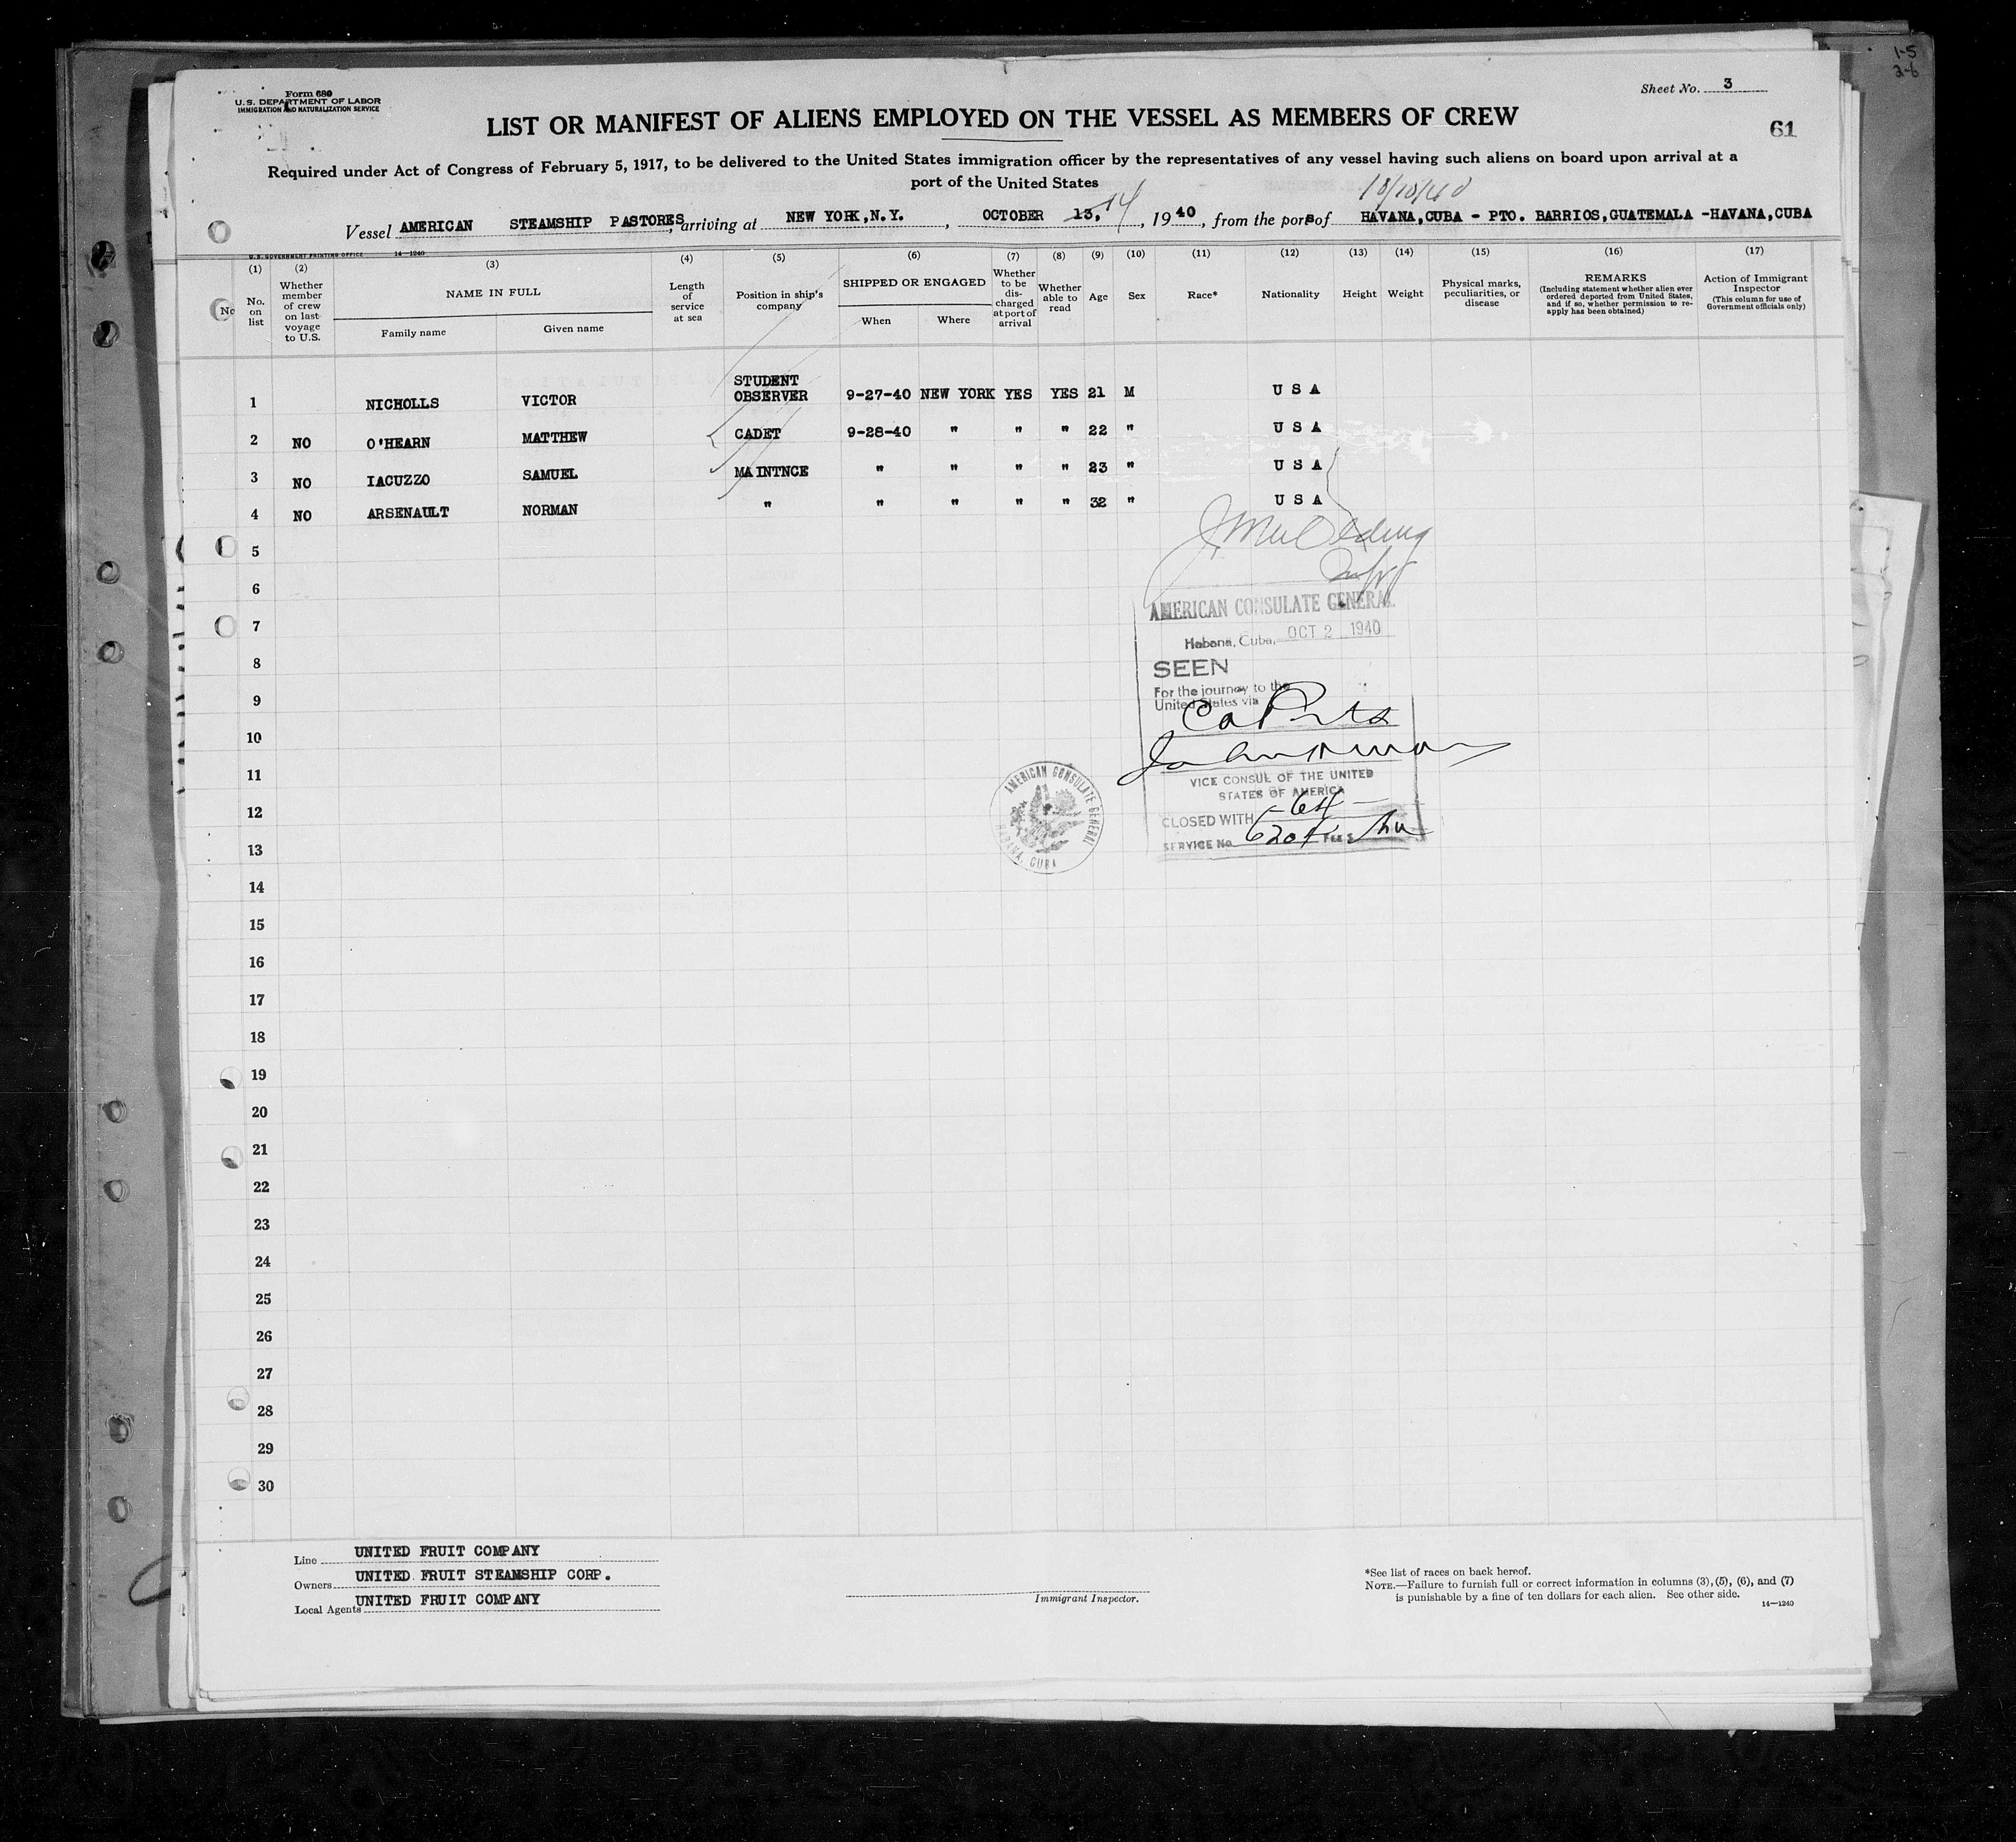 1-5
2-6
Form 680
U.S. DEPARTMENT OF LABOR
IMMIGRATION AND NATURALIZATION SERVICE
Sheet No. 3
LIST OR MANIFEST OF ALIENS EMPLOYED ON THE VESSEL AS MEMBERS OF CREW
61
Required under Act of Congress of February 5, 1917, to be delivered to the United States immigration officer by the representatives of any vessel having such aliens on board upon arrival at a
port of the United States
10/10/40
Vessel AMERICAN STEAMSHIP PASTORES, arriving at NEW YORK,N.Y. , OCTOBER 13, 14 , 1940, from the ports of HAVANA,CUBA - PTO. BARRIOS,GUATEMALA -HAVANA,CUBA
U.S. GOVERNMENT PRINTING OFFICE 14—1240
(1) (2) (3) (4) (5) (6) (7) (8) (9) (10) (11) (12) (13) (14) (15) (16) (17)
No. on list
Whether member of crew on last voyage to U.S.
NAME IN FULL
Family name
Given name
Length of service at sea
Position in ship's company
SHIPPED OR ENGAGED
When
Where
Whether to be discharged at port of arrival
Whether able to read
Age
Sex
Race*
Nationality
Height
Weight
Physical marks, peculiarities, or disease
REMARKS
(Including statement whether alien ever ordered deported from United States, and if so, whether permission to reapply has been obtained)
Action of Immigrant Inspector
(This column for use of Government officials only)
1 NICHOLLS VICTOR STUDENT OBSERVER 9-27-40 NEW YORK YES YES 21 M U S A
2 NO O'HEARN MATTHEW CADET 9-28-40 " " " 22 " U S A
3 NO IACUZZO SAMUEL MAINTNCE " " " " 23 " U S A
4 NO ARSENAULT NORMAN " " " " " 32 " U S A
5
6
7
8
9
10
11
12
13
14
15
16
17
18
19
20
21
22
23
24
25
26
27
28
29
30
AMERICAN CONSULATE GENERAL
Habana, Cuba, OCT 2 1940
SEEN
For the journey to the
United States via
VICE CONSUL OF THE UNITED
STATES OF AMERICA
CLOSED WITH -64-
SERVICE No. 6204 FEE
AMERICAN CONSULATE GENERAL
HABANA, CUBA
Line UNITED FRUIT COMPANY
Owners UNITED FRUIT STEAMSHIP CORP.
Local Agents UNITED FRUIT COMPANY
Immigrant Inspector.
*See list of races on back hereof.
NOTE.—Failure to furnish full or correct information in columns (3), (5), (6), and (7)
is punishable by a fine of ten dollars for each alien. See other side.
14—1240